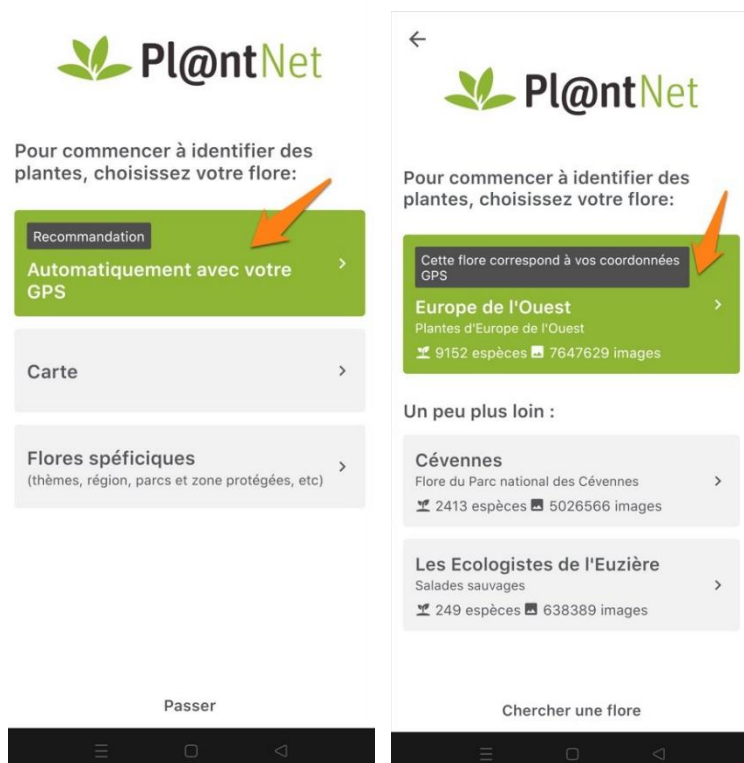 Pl@ntNet
Pour commencer à identifier des
plantes, choisissez votre flore:
Recommandation
Automatiquement avec votre
GPS
Carte
Flores spéficiques
(thèmes, région, parcs et zone protégées, etc)
Passer
Pl@ntNet
Pour commencer à identifier des
plantes, choisissez votre flore:
Cette flore correspond à vos coordonnées
GPS
Europe de l'Ouest
Plantes d'Europe de l'Ouest
9152 espèces 7647629 images
Un peu plus loin :
Cévennes
Flore du Parc national des Cévennes
2413 espèces 5026566 images
Les Ecologistes de l'Euzière
Salades sauvages
249 espèces 638389 images
Chercher une flore